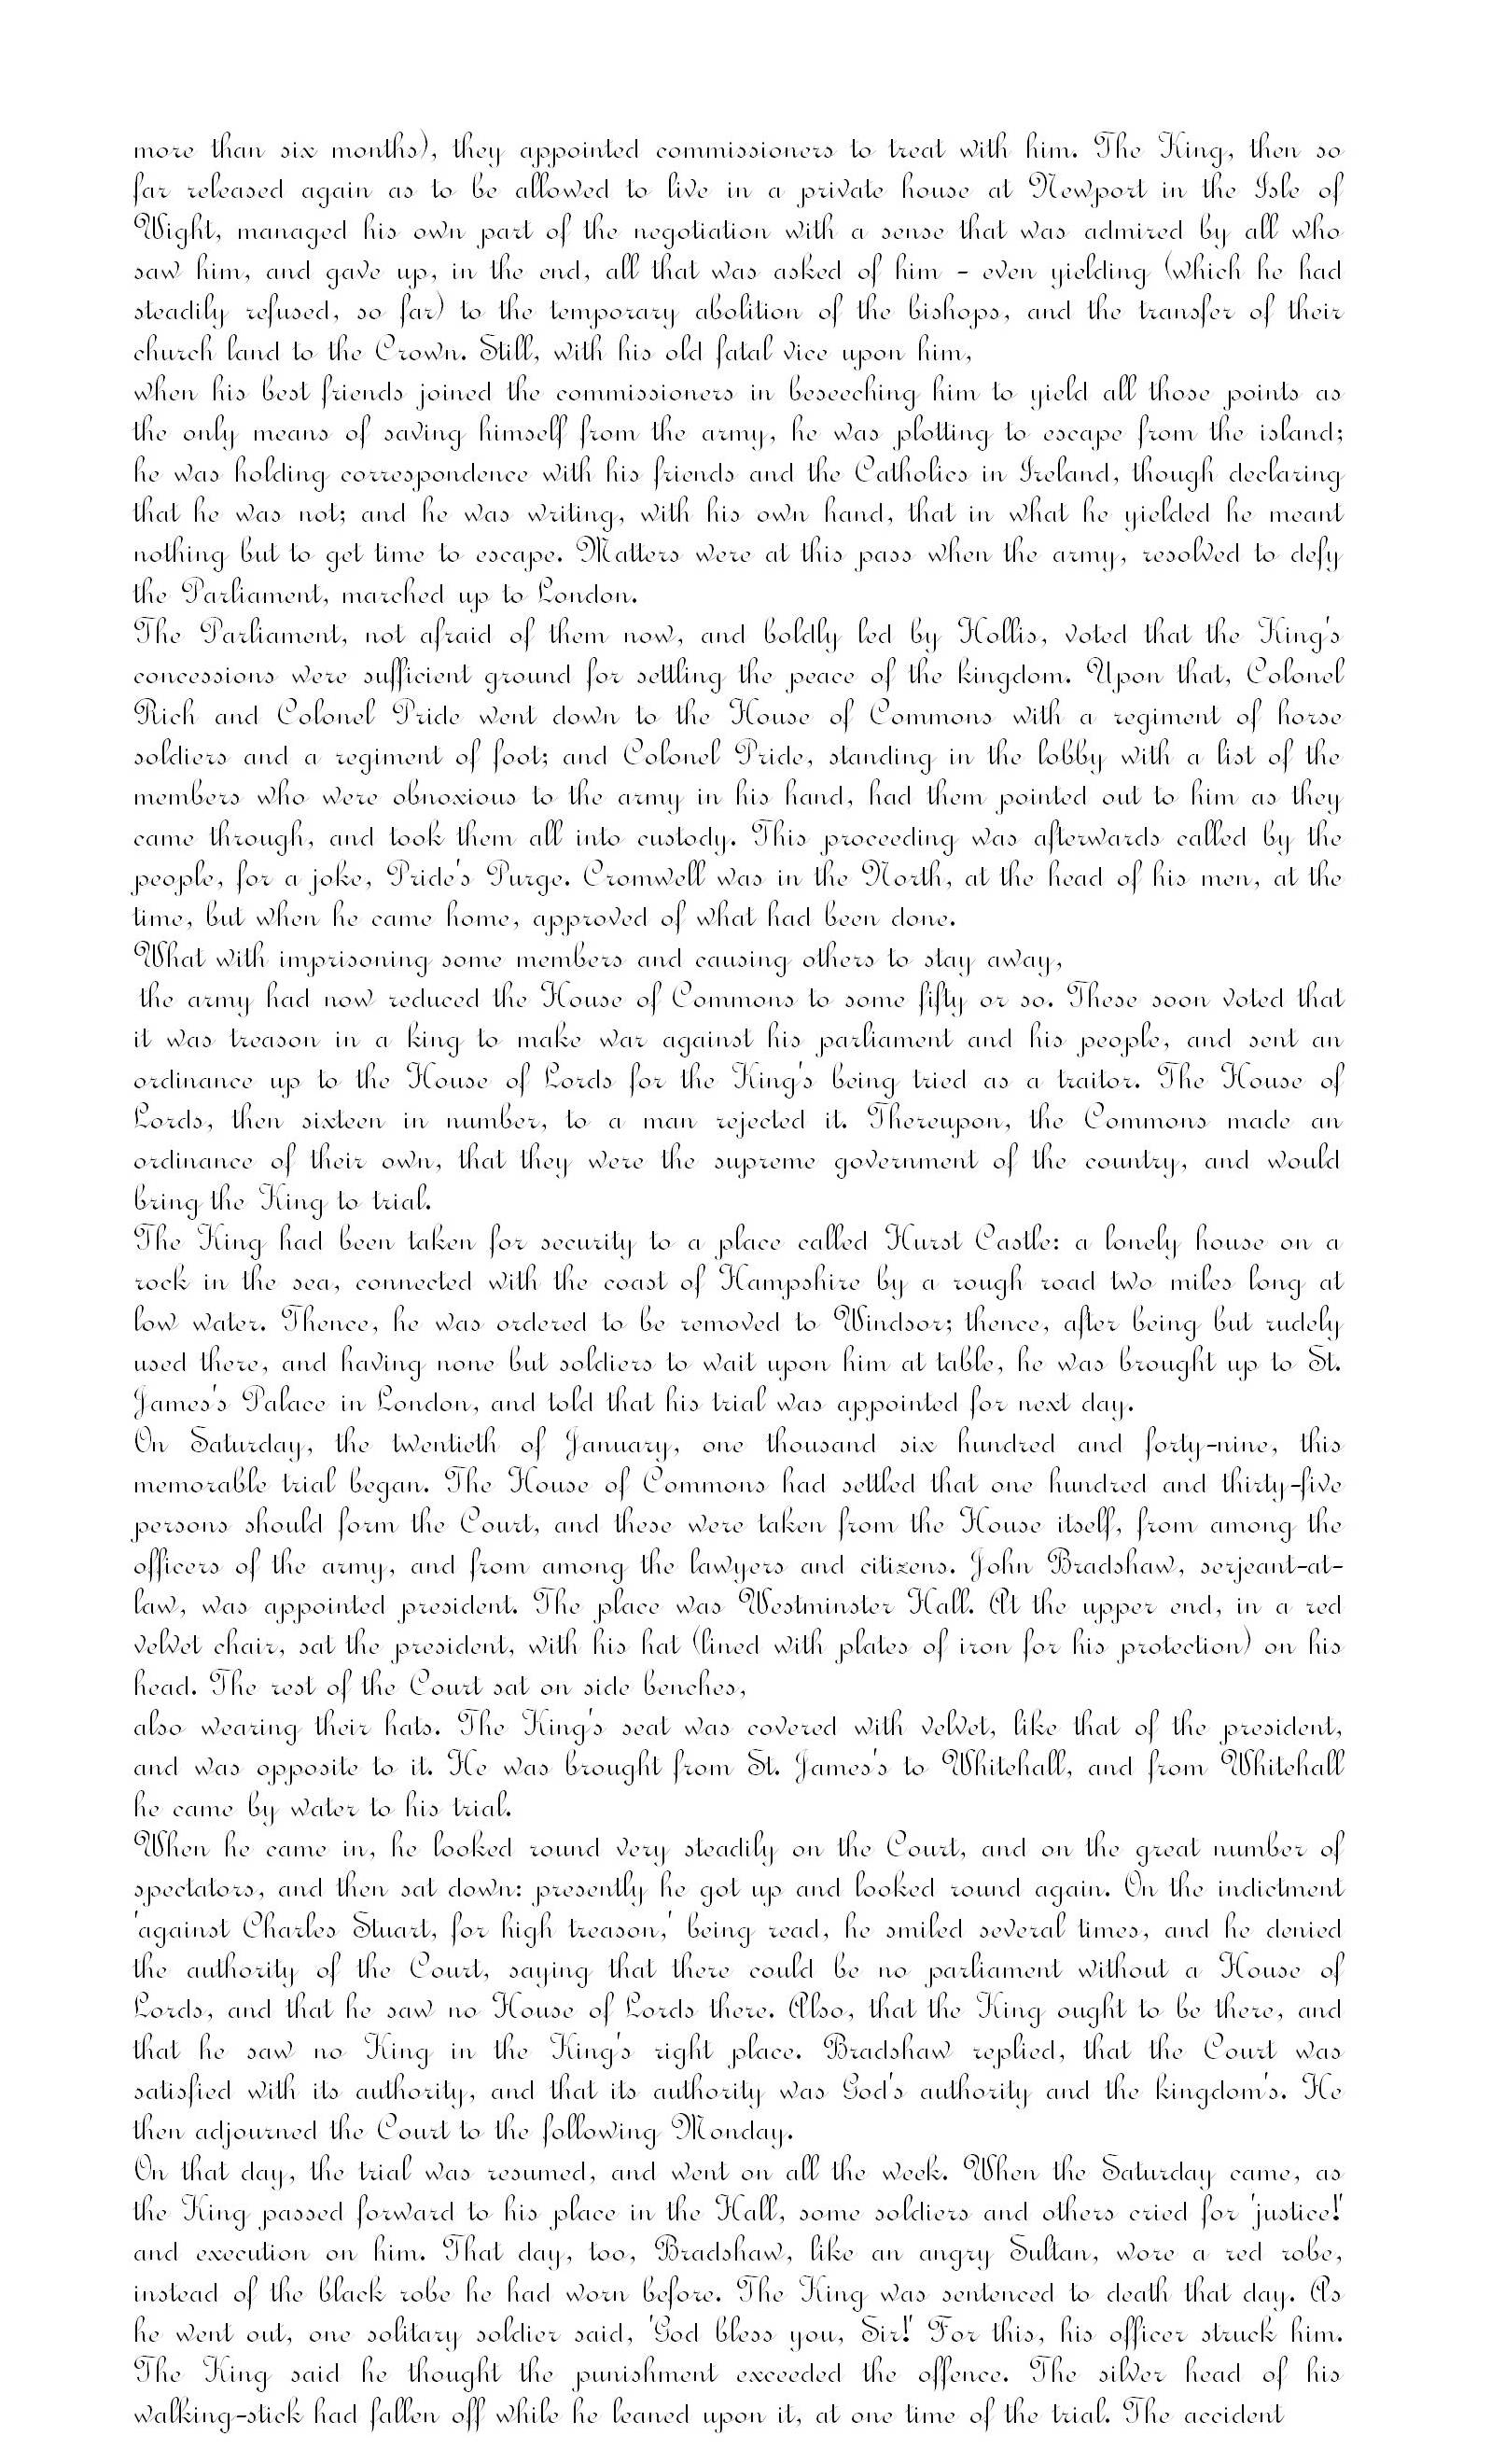 more than six months), they appointed commissioners to treat with him. The King, then so
far released again as to be allowed to live in a private house at Newport in the Isle of
Wight, managed his own part of the negotiation with a sense that was admired by all who
saw him, and gave up, in the end, all that was asked of him - even yielding (which he had
steadily refused, so far) to the temporary abolition of the bishops, and the transfer of their
church land to the Crown. Still, with his old fatal vice upon him,
when his best friends joined the commissioners in beseeching him to yield all those points as
the only means of saving himself from the army, he was plotting to escape from the island;
he was holding correspondence with his friends and the Catholics in Ireland, though declaring
that he was not; and he was writing, with his own hand, that in what he yielded he meant
nothing but to get time to escape. Matters were at this pass when the army, resolved to defy
the Parliament, marched up to London.
The Parliament, not afraid of them now, and boldly led by Hollis, voted that the King's
concessions were sufficient ground for settling the peace of the kingdom. Upon that, Colonel
Rich and Colonel Pride went down to the House of Commons with a regiment of horse
soldiers and a regiment of foot; and Colonel Pride, standing in the lobby with a list of the
members who were obnoxious to the army in his hand, had them pointed out to him as they
came through, and took them all into custody. This proceeding was afterwards called by the
people, for a joke, Pride's Purge. Cromwell was in the North, at the head of his men, at the
time, but when he came home, approved of what had been done.
What with imprisoning some members and causing others to stay away,
the army had now reduced the House of Commons to some fifty or so. These soon voted that
it was treason in a king to make war against his parliament and his people, and sent an
ordinance up to the House of Lords for the King's being tried as a traitor. The House of
Lords, then sixteen in number, to a man rejected it. Thereupon, the Commons made an
ordinance of their own, that they were the supreme government of the country, and would
bring the King to trial.
The King had been taken for security to a place called Hurst Castle: a lonely house on a
rock in the sea, connected with the coast of Hampshire by a rough road two miles long at
low water. Thence, he was ordered to be removed to Windsor; thence, after being but rudely
used there, and having none but soldiers to wait upon him at table, he was brought up to St.
James's Palace in London, and told that his trial was appointed for next day.
On Saturday, the twentieth of January, one thousand six hundred and forty-nine, this
memorable trial began. The House of Commons had settled that one hundred and thirty-five
persons should form the Court, and these were taken from the House itself, from among the
officers of the army, and from among the lawyers and citizens. John Bradshaw, serjeant-at-
law, was appointed president. The place was Westminster Hall. At the upper end, in a red
velvet chair, sat the president, with his hat (lined with plates of iron for his protection) on his
head. The rest of the Court sat on side benches,
also wearing their hats. The King's seat was covered with velvet, like that of the president,
and was opposite to it. He was brought from St. James's to Whitehall, and from Whitehall
he came by water to his trial.
When he came in, he looked round very steadily on the Court, and on the great number of
spectators, and then sat down: presently he got up and looked round again. On the indictment
'against Charles Stuart, for high treason,' being read, he smiled several times, and he denied
the authority of the Court, saying that there could be no parliament without a House of
Lords, and that he saw no House of Lords there. Also, that the King ought to be there, and
that he saw no King in the King's right place. Bradshaw replied, that the Court was
satisfied with its authority, and that its authority was God's authority and the kingdom's. He
then adjourned the Court to the following Monday.
On that day, the trial was resumed, and went on all the week. When the Saturday came, as
the King passed forward to his place in the Hall, some soldiers and others cried for 'justice!'
and execution on him. That day, too, Bradshaw, like an angry Sultan, wore a red robe,
instead of the black robe he had worn before. The King was sentenced to death that day. As
he went out, one solitary soldier said, 'God bless you, Sir!' For this, his officer struck him.
The King said he thought the punishment exceeded the offence. The silver head of his
walking-stick had fallen off while he leaned upon it, at one time of the trial. The accident